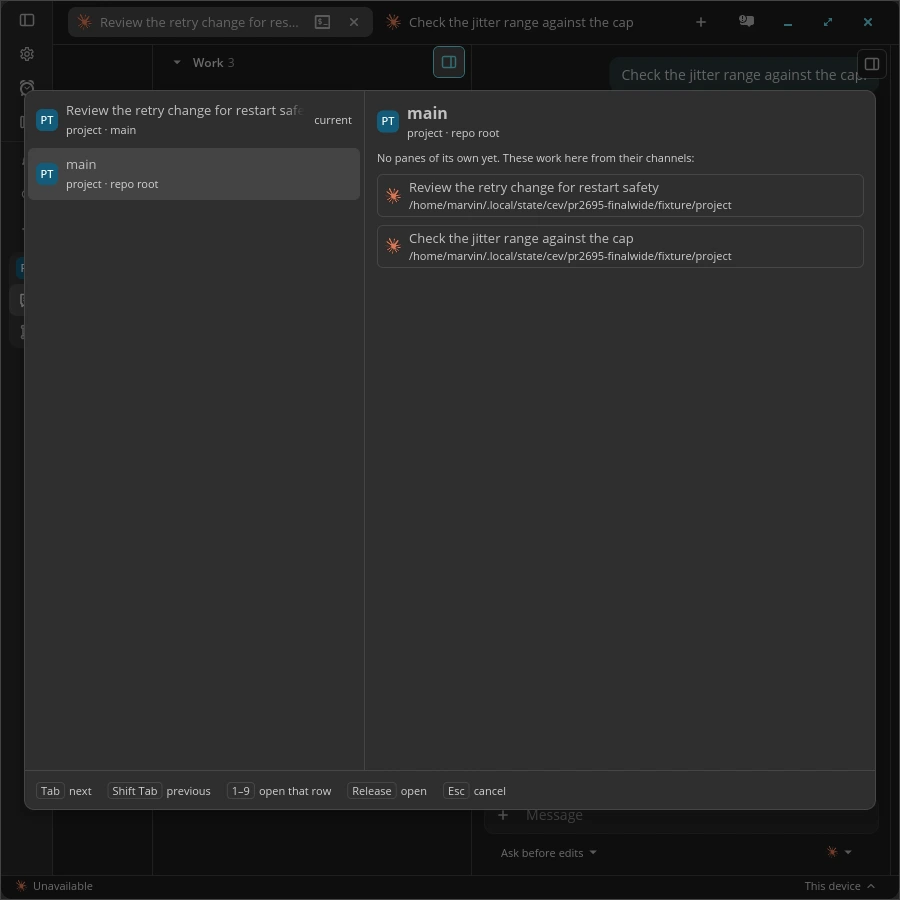 Review the retry change for res...
Check the jitter range against the cap
Work 3
Check the jitter range against the cap.
PT
Review the retry change for restart safe
project · main
current
PT
main
project · repo root
PT
main
project · repo root
No panes of its own yet. These work here from their channels:
Review the retry change for restart safety
/home/marvin/.local/state/cev/pr2695-finalwide/fixture/project
Check the jitter range against the cap
/home/marvin/.local/state/cev/pr2695-finalwide/fixture/project
Tab next Shift Tab previous 1–9 open that row Release open Esc cancel
Message
Ask before edits
Unavailable
This device